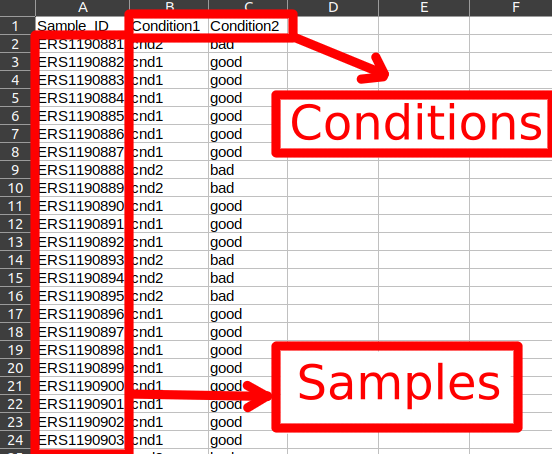 A B C D E F
1 Sample_ID Condition1 Condition2
2 ERS1190881 cnd2 bad
3 ERS1190882 cnd1 good
4 ERS1190883 cnd1 good
5 ERS1190884 cnd1 good
6 ERS1190885 cnd1 good
7 ERS1190886 cnd1 good
8 ERS1190887 cnd1 good
9 ERS1190888 cnd2 bad
10 ERS1190889 cnd2 bad
11 ERS1190890 cnd1 good
12 ERS1190891 cnd1 good
13 ERS1190892 cnd1 good
14 ERS1190893 cnd2 bad
15 ERS1190894 cnd2 bad
16 ERS1190895 cnd2 bad
17 ERS1190896 cnd1 good
18 ERS1190897 cnd1 good
19 ERS1190898 cnd1 good
20 ERS1190899 cnd1 good
21 ERS1190900 cnd1 good
22 ERS1190901 cnd1 good
23 ERS1190902 cnd1 good
24 ERS1190903 cnd1 good
Conditions
Samples